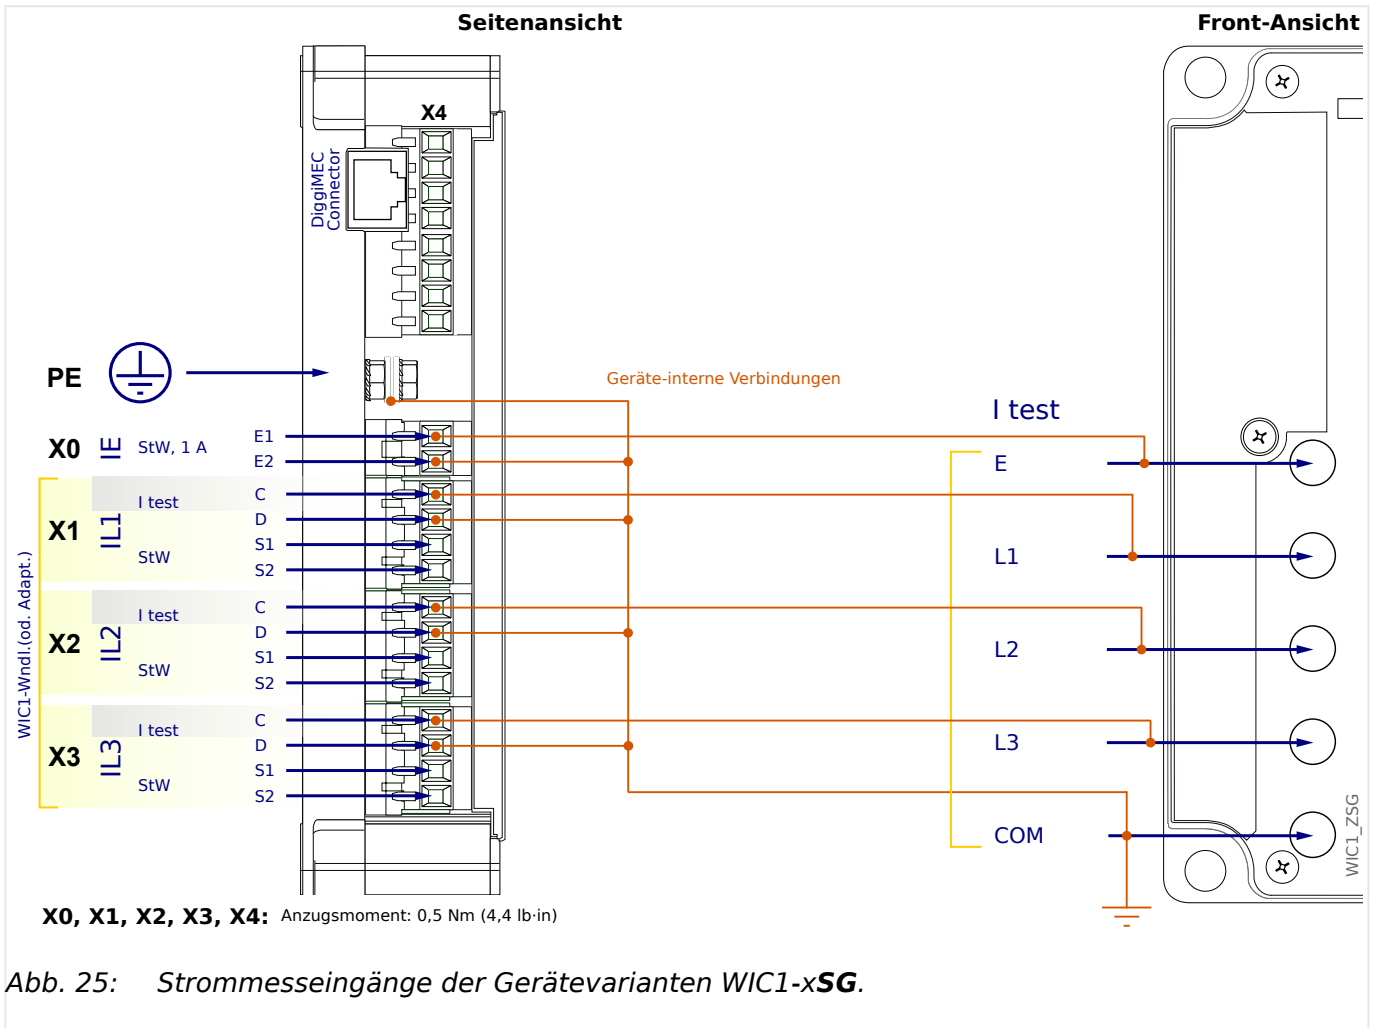 Seitenansicht
Front-Ansicht
X4
DiggiMEC
Connector
PE
Geräte-interne Verbindungen
I test
X0
IE
StW, 1 A
E1
E2
E
WIC1-Wndl.(od. Adapt.)
X1
IL1
I test
StW
C
D
S1
S2
L1
X2
IL2
I test
StW
C
D
S1
S2
L2
X3
IL3
I test
StW
C
D
S1
S2
L3
COM
WIC1_ZSG
X0, X1, X2, X3, X4: Anzugsmoment: 0,5 Nm (4,4 lb·in)
Abb. 25: Strommesseingänge der Gerätevarianten WIC1-xSG.